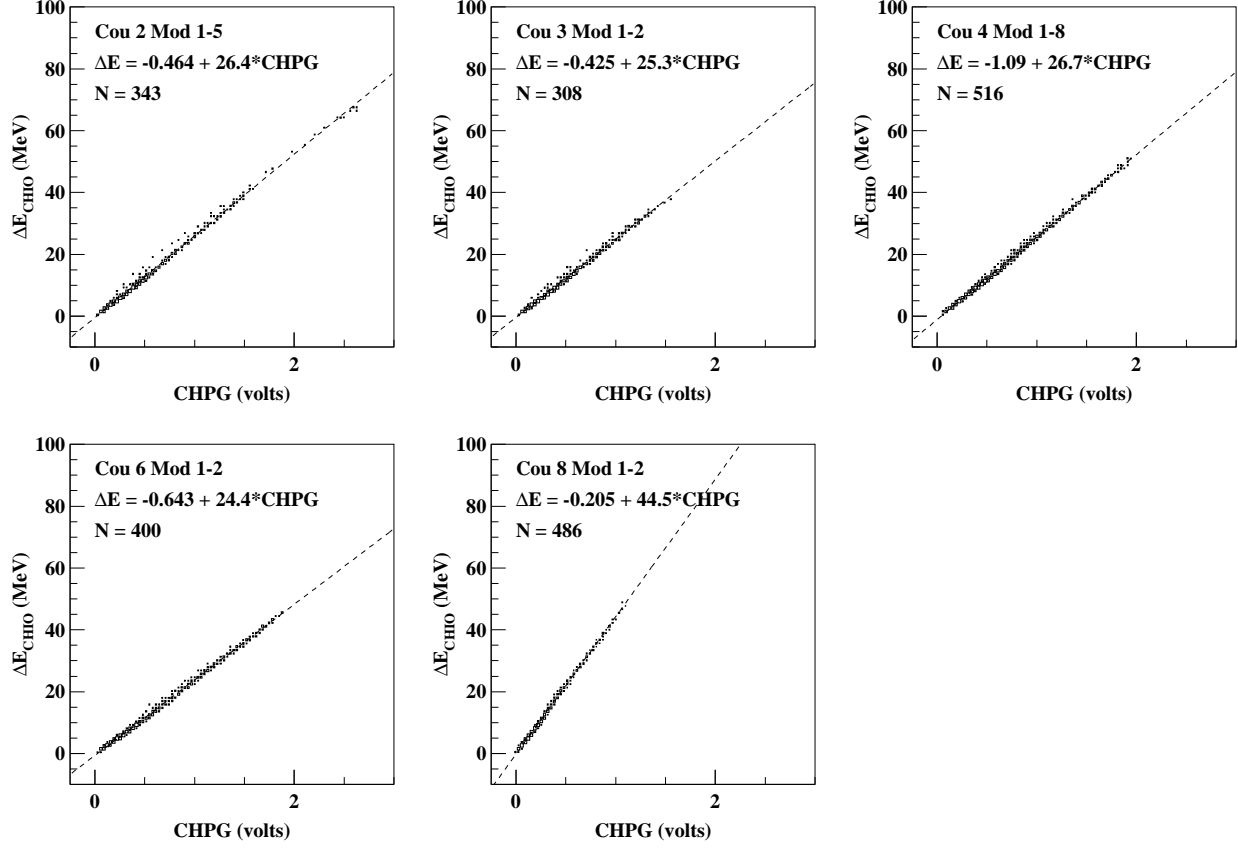 Cou 2 Mod 1-5
ΔE = -0.464 + 26.4*CHPG
N = 343
100
80
60
40
20
0
ΔE_CHIO (MeV)
0 2
CHPG (volts)
Cou 3 Mod 1-2
ΔE = -0.425 + 25.3*CHPG
N = 308
100
80
60
40
20
0
ΔE_CHIO (MeV)
0 2
CHPG (volts)
Cou 4 Mod 1-8
ΔE = -1.09 + 26.7*CHPG
N = 516
100
80
60
40
20
0
ΔE_CHIO (MeV)
0 2
CHPG (volts)
Cou 6 Mod 1-2
ΔE = -0.643 + 24.4*CHPG
N = 400
100
80
60
40
20
0
ΔE_CHIO (MeV)
0 2
CHPG (volts)
Cou 8 Mod 1-2
ΔE = -0.205 + 44.5*CHPG
N = 486
100
80
60
40
20
0
ΔE_CHIO (MeV)
0 2
CHPG (volts)